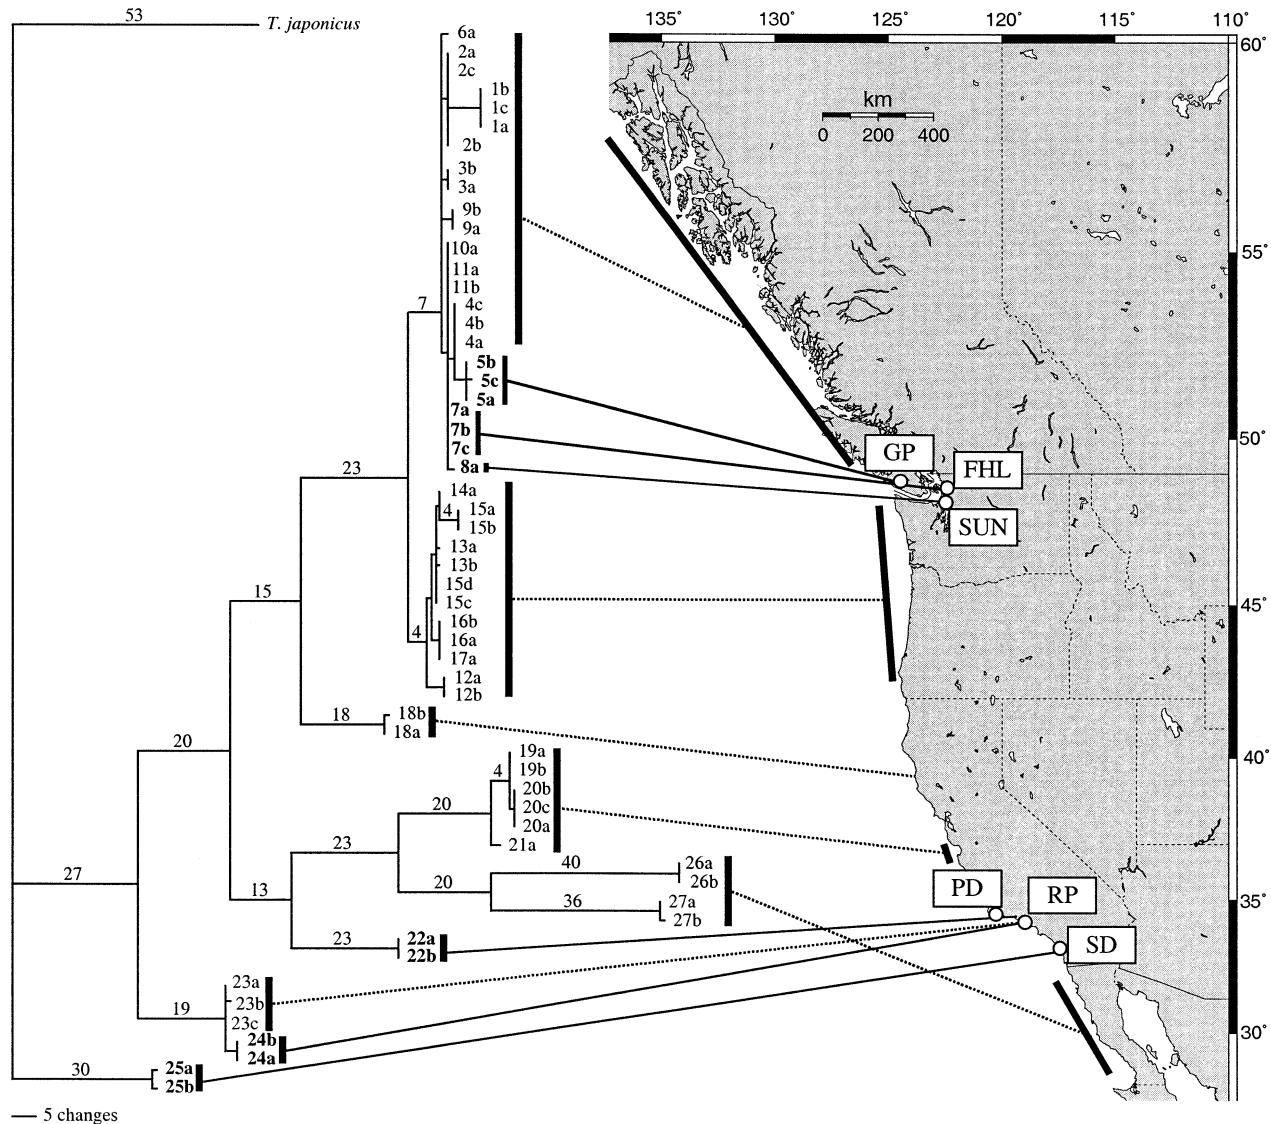 53
T. japonicus
6a
2a
2c
1b
1c
1a
2b
3b
3a
9b
9a
10a
11a
11b
4c
4b
4a
7
5b
5c
5a
7a
7b
7c
8a
23
14a
4
15a
15b
13a
13b
15d
15c
16b
16a
17a
4
12a
12b
15
18
18b
18a
20
19a
4
19b
20b
20c
20a
21a
20
23
40
26a
26b
20
36
27a
27b
27
13
23
22a
22b
19
23a
23b
23c
24b
24a
30
25a
25b
5 changes
135° 130° 125° 120° 115° 110°
60°
km
0 200 400
55°
50°
GP
FHL
SUN
45°
40°
PD
RP
35°
SD
30°